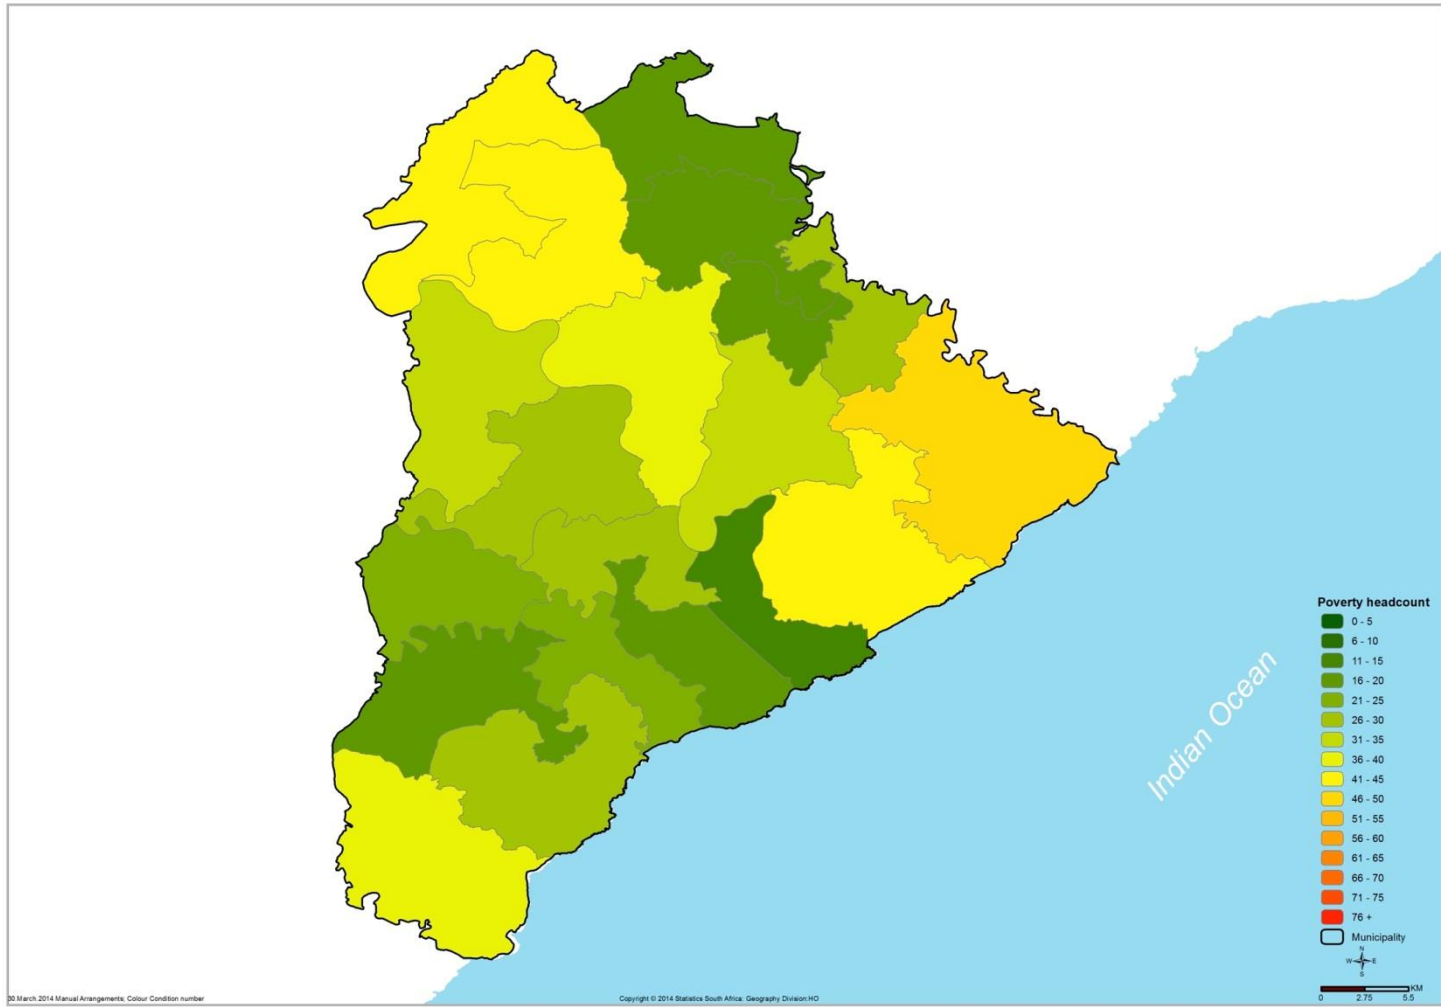 Indian Ocean
Poverty headcount
0 - 5
6 - 10
11 - 15
16 - 20
21 - 25
26 - 30
31 - 35
36 - 40
41 - 45
46 - 50
51 - 55
56 - 60
61 - 65
66 - 70
71 - 75
76 +
Municipality
N
W E
S
KM
0 2.75 5.5
30.March.2014 Manual Arrangements; Colour Condition number
Copyright © 2014 Statistics South Africa: Geography Division:HO